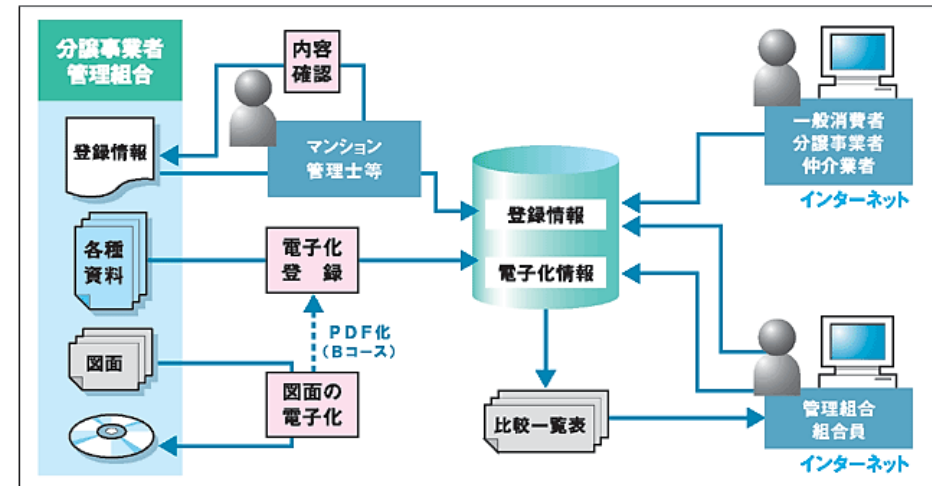 分譲事業者
管理組合
内容
確認
登録情報
マンション
管理士等
各種
資料
電子化
登 録
PDF化
(Bコース)
図面
図面の
電子化
登録情報
電子化情報
比較一覧表
一般消費者
分譲事業者
仲介業者
インターネット
管理組合
組合員
インターネット